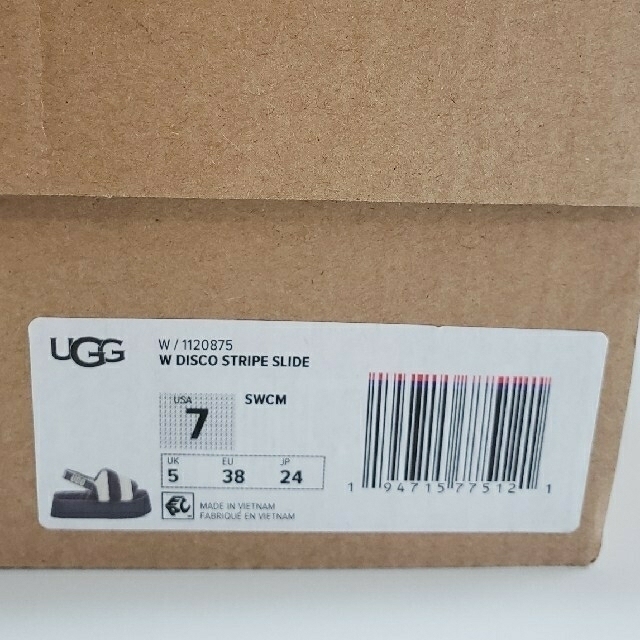 UGG
W / 1120875
W DISCO STRIPE SLIDE
USA
7
SWCM
UK EU JP
5 38 24
MADE IN VIETNAM
FABRIQUÉ EN VIETNAM
1 94715 77512 1